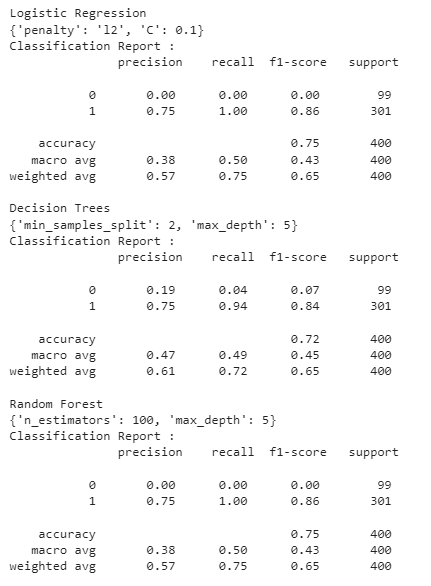 Logistic Regression
{'penalty': 'l2', 'C': 0.1}
Classification Report :
precision recall f1-score support
0 0.00 0.00 0.00 99
1 0.75 1.00 0.86 301
accuracy 0.75 400
macro avg 0.38 0.50 0.43 400
weighted avg 0.57 0.75 0.65 400
Decision Trees
{'min_samples_split': 2, 'max_depth': 5}
Classification Report :
precision recall f1-score support
0 0.19 0.04 0.07 99
1 0.75 0.94 0.84 301
accuracy 0.72 400
macro avg 0.47 0.49 0.45 400
weighted avg 0.61 0.72 0.65 400
Random Forest
{'n_estimators': 100, 'max_depth': 5}
Classification Report :
precision recall f1-score support
0 0.00 0.00 0.00 99
1 0.75 1.00 0.86 301
accuracy 0.75 400
macro avg 0.38 0.50 0.43 400
weighted avg 0.57 0.75 0.65 400